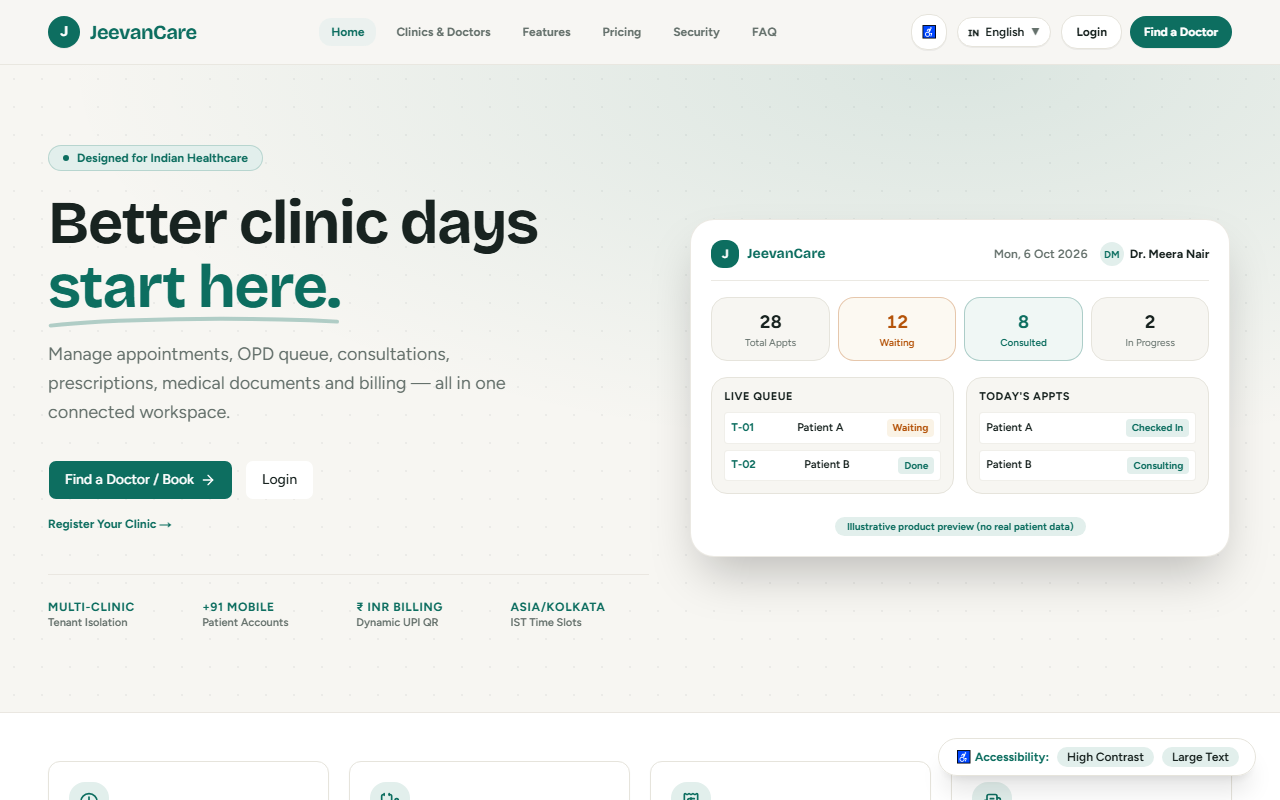 J JeevanCare
Home Clinics & Doctors Features Pricing Security FAQ
♿ IN English ▼ Login Find a Doctor
Designed for Indian Healthcare
Better clinic days
start here.
Manage appointments, OPD queue, consultations,
prescriptions, medical documents and billing — all in one
connected workspace.
Find a Doctor / Book → Login
Register Your Clinic →
MULTI-CLINIC
Tenant Isolation
+91 MOBILE
Patient Accounts
₹ INR BILLING
Dynamic UPI QR
ASIA/KOLKATA
IST Time Slots
J JeevanCare Mon, 6 Oct 2026 DM Dr. Meera Nair
28
Total Appts
12
Waiting
8
Consulted
2
In Progress
LIVE QUEUE
T-01 Patient A Waiting
T-02 Patient B Done
TODAY'S APPTS
Patient A Checked In
Patient B Consulting
Illustrative product preview (no real patient data)
♿ Accessibility: High Contrast Large Text